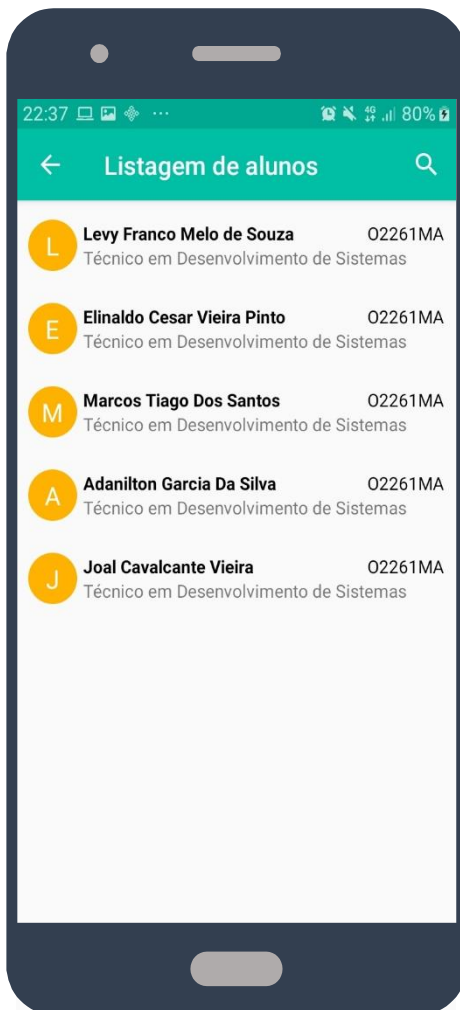 22:37 ... 4G 80%
Listagem de alunos
L Levy Franco Melo de Souza O2261MA
Técnico em Desenvolvimento de Sistemas
E Elinaldo Cesar Vieira Pinto O2261MA
Técnico em Desenvolvimento de Sistemas
M Marcos Tiago Dos Santos O2261MA
Técnico em Desenvolvimento de Sistemas
A Adanilton Garcia Da Silva O2261MA
Técnico em Desenvolvimento de Sistemas
J Joal Cavalcante Vieira O2261MA
Técnico em Desenvolvimento de Sistemas